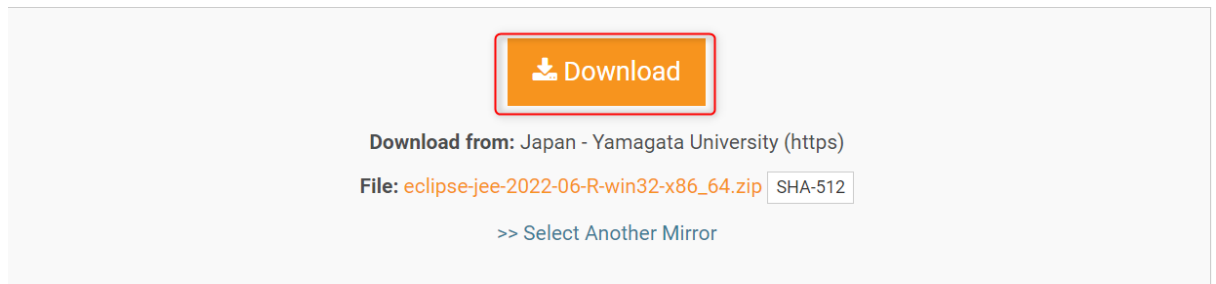 Download
Download from: Japan - Yamagata University (https)
File: eclipse-jee-2022-06-R-win32-x86_64.zip SHA-512
>> Select Another Mirror